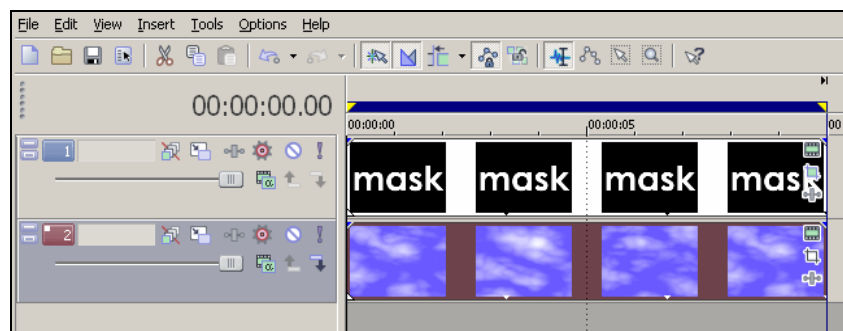 File Edit View Insert Tools Options Help
00:00:00.00
00:00:00 00:00:05 00
1
mask mask mask mask
2